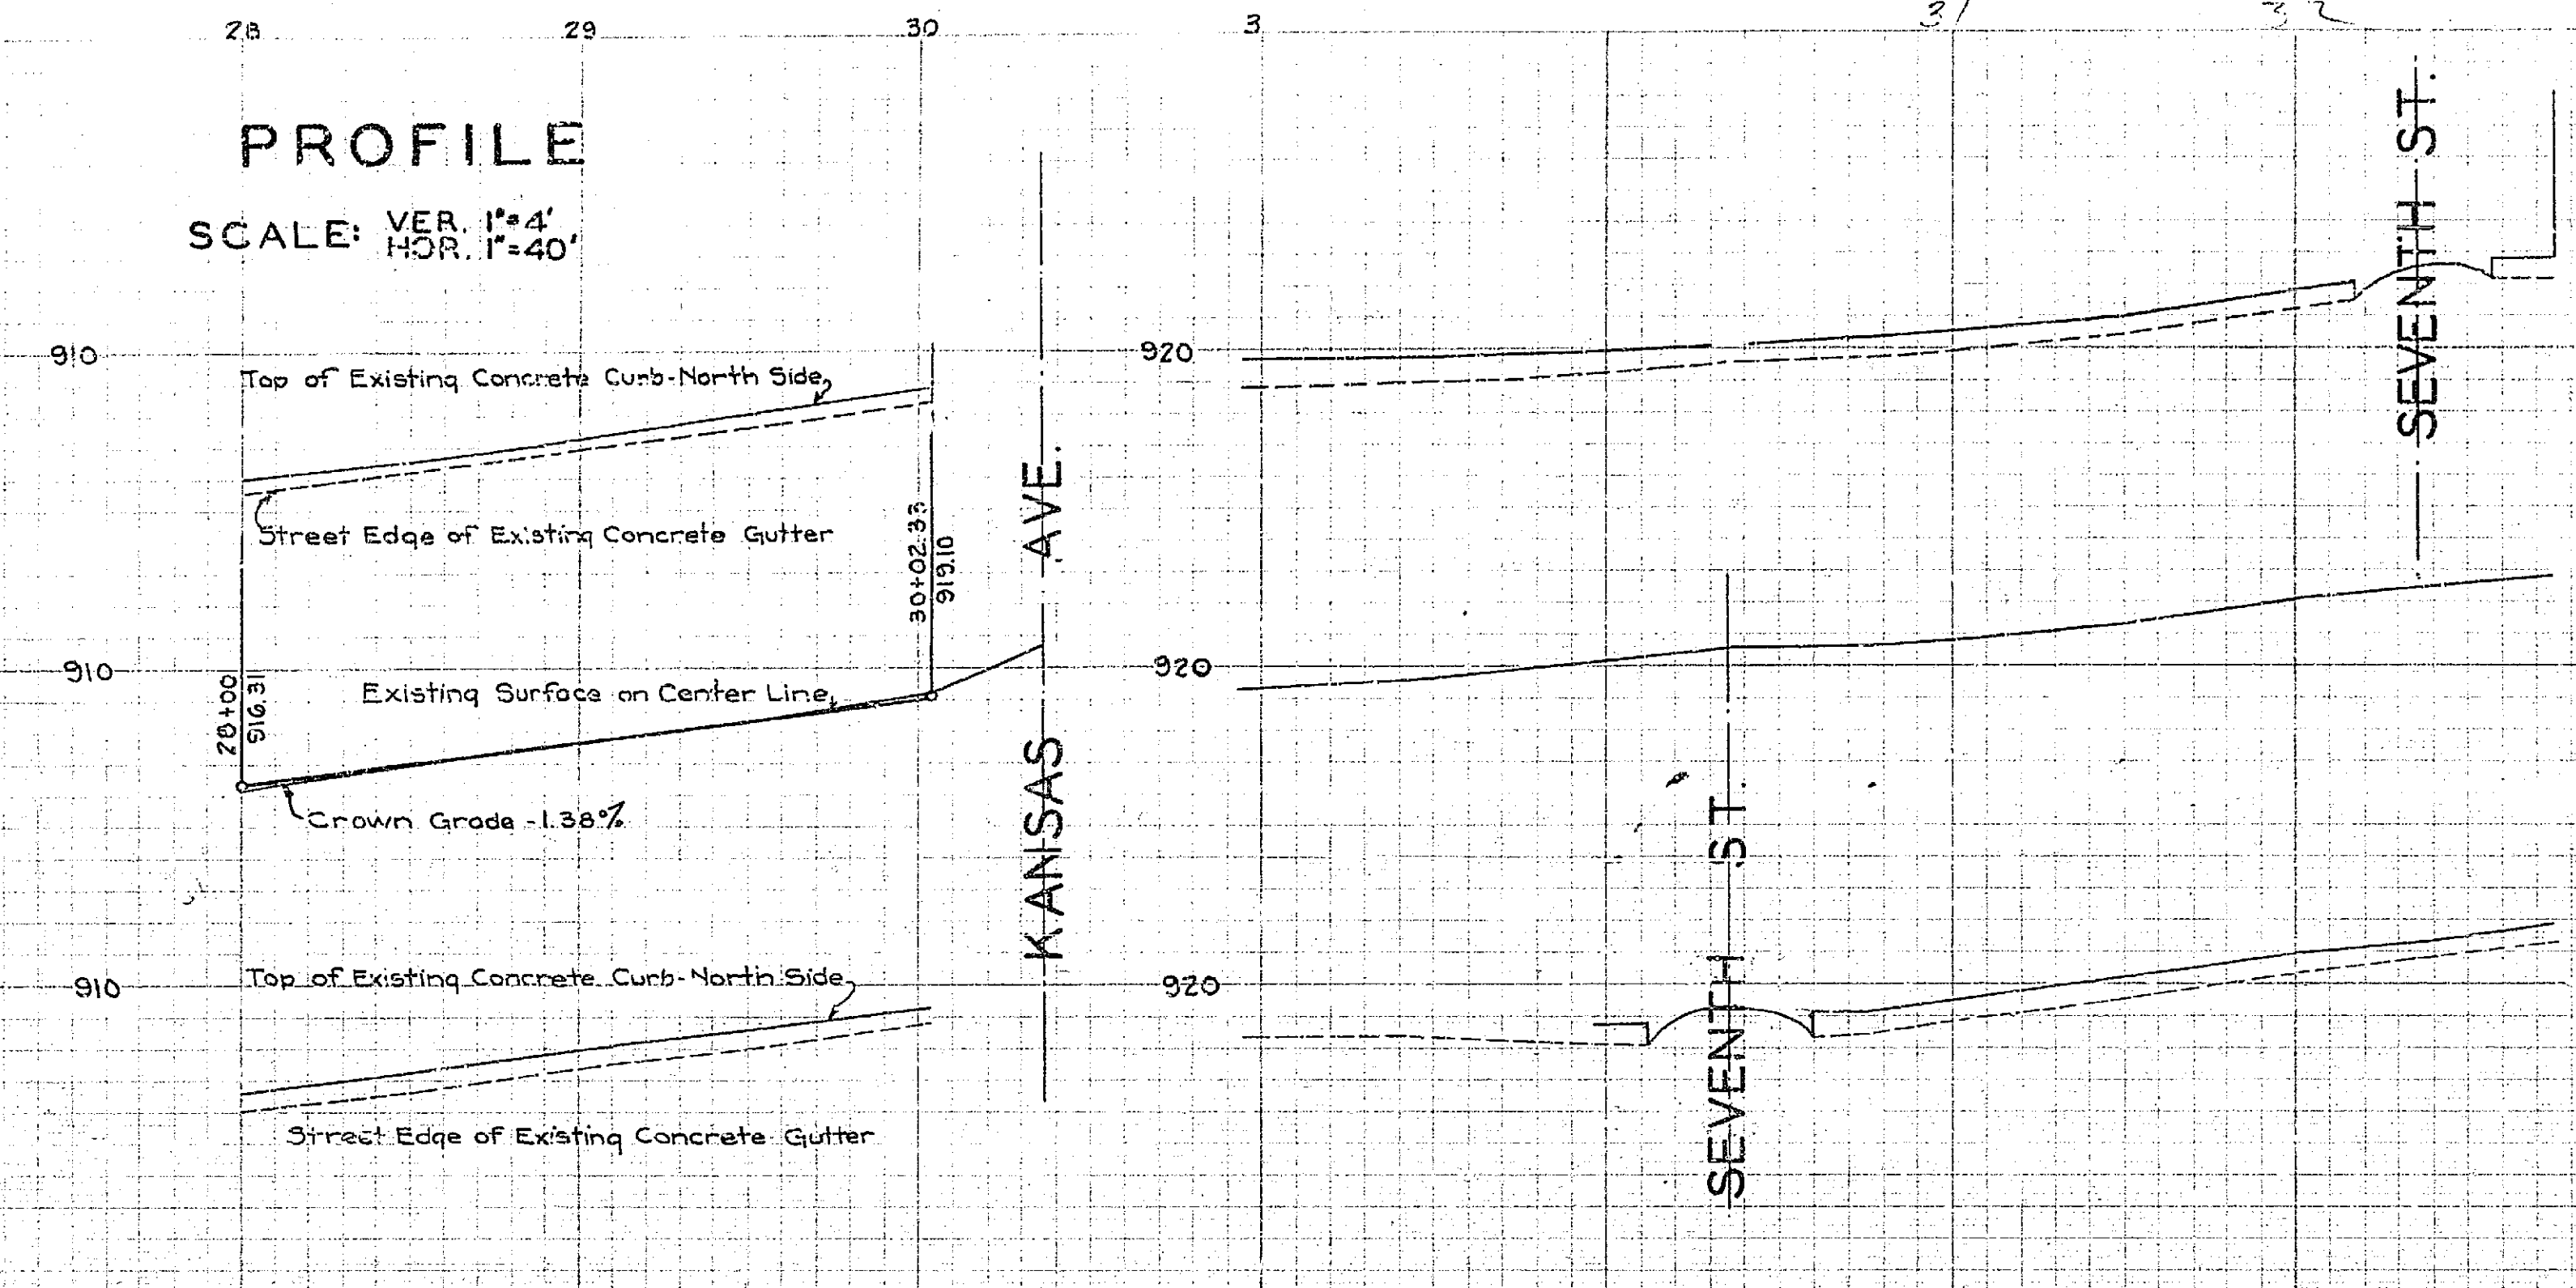 28 29 30 3 31 32
PROFILE
SCALE: VER. 1"=4'
HOR. 1"=40'
SEVENTH ST.
910
920
Top of Existing Concrete Curb-North Side
Street Edge of Existing Concrete Gutter
30+02.33
919.10
KANSAS AVE.
910
920
28+00
916.31
Existing Surface on Center Line
Crown Grade -1.38%
SEVENTH ST.
910
920
Top of Existing Concrete Curb-North Side
Street Edge of Existing Concrete Gutter